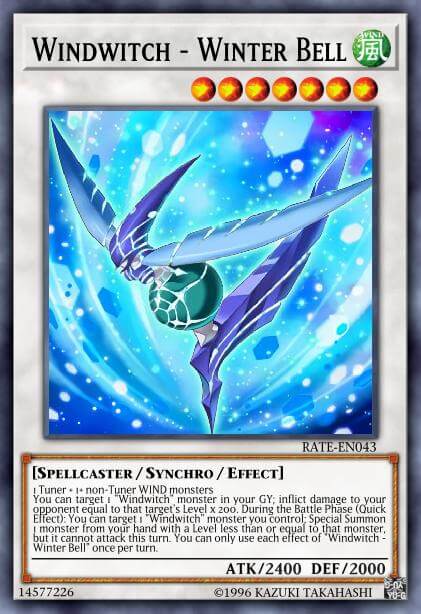 WINDWITCH - WINTER BELL
WIND
風
RATE-EN043
[SPELLCASTER / SYNCHRO / EFFECT]
1 Tuner + 1+ non-Tuner WIND monsters
You can target 1 "Windwitch" monster in your GY; inflict damage to your
opponent equal to that target's Level x 200. During the Battle Phase (Quick
Effect): You can target 1 "Windwitch" monster you control; Special Summon
1 monster from your hand with a Level less than or equal to that monster,
but it cannot attack this turn. You can only use each effect of "Windwitch -
Winter Bell" once per turn.
ATK/2400 DEF/2000
14577226
©1996 KAZUKI TAKAHASHI